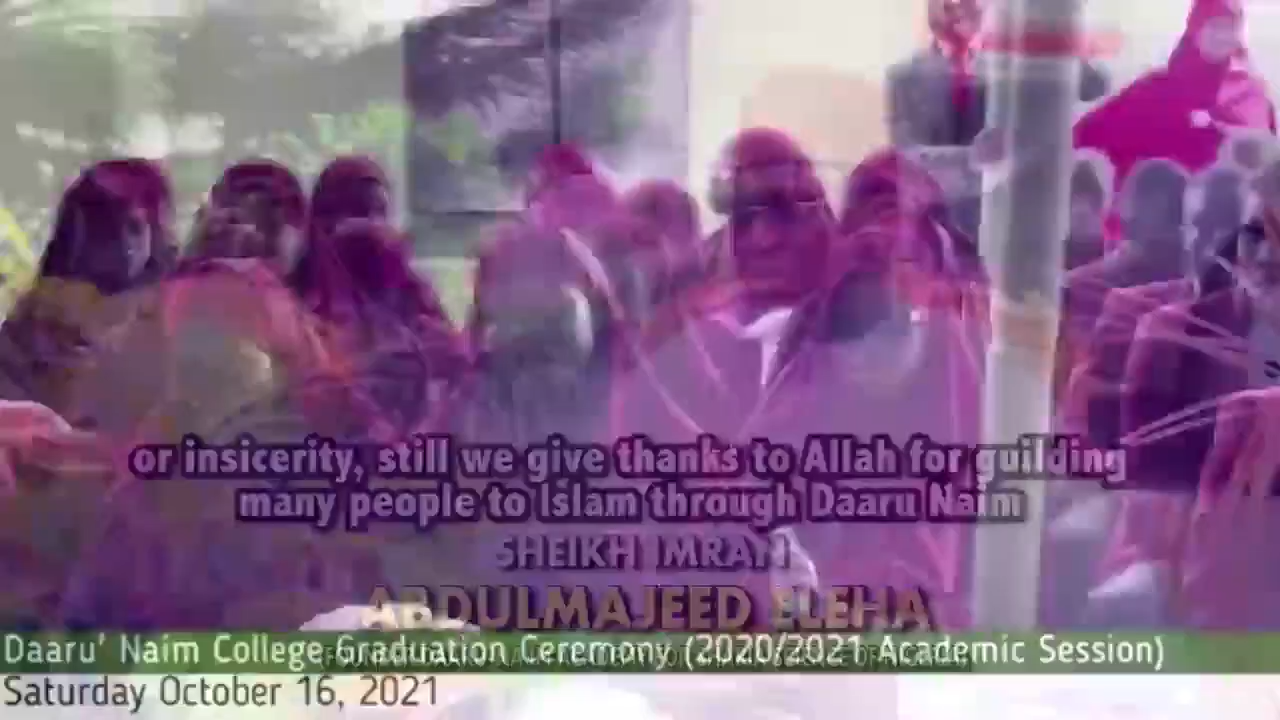 or insicerity, still we give thanks to Allah for guilding
many people to Islam through Daaru Naim
SHEIKH IMRAN
ABDULMAJEED ELEHA
Daaru' Naim College Graduation Ceremony (2020/2021 Academic Session)
Saturday October 16, 2021